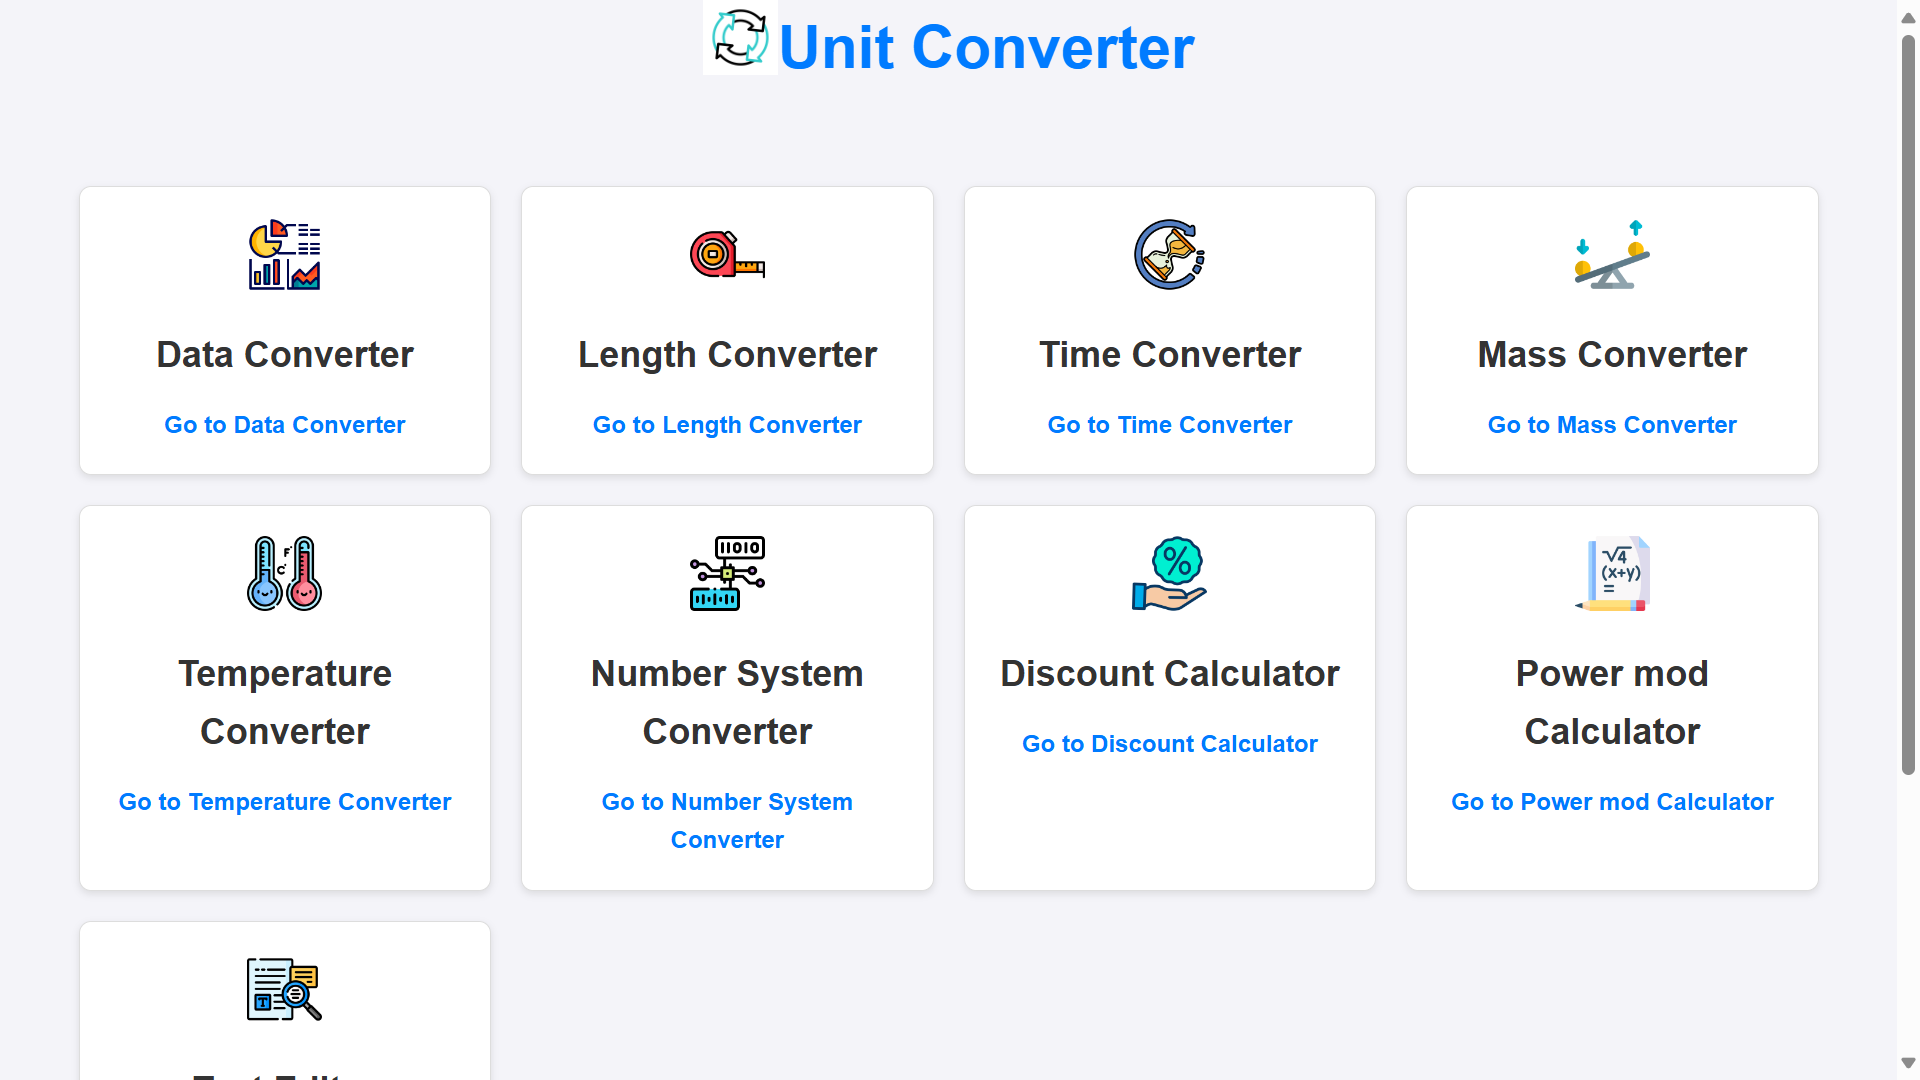 Unit Converter
Data Converter
Go to Data Converter
Length Converter
Go to Length Converter
Time Converter
Go to Time Converter
Mass Converter
Go to Mass Converter
F
C
Temperature
Converter
Go to Temperature Converter
11010
Number System
Converter
Go to Number System
Converter
%
Discount Calculator
Go to Discount Calculator
√4
(x+y)
=
Power mod
Calculator
Go to Power mod Calculator
T